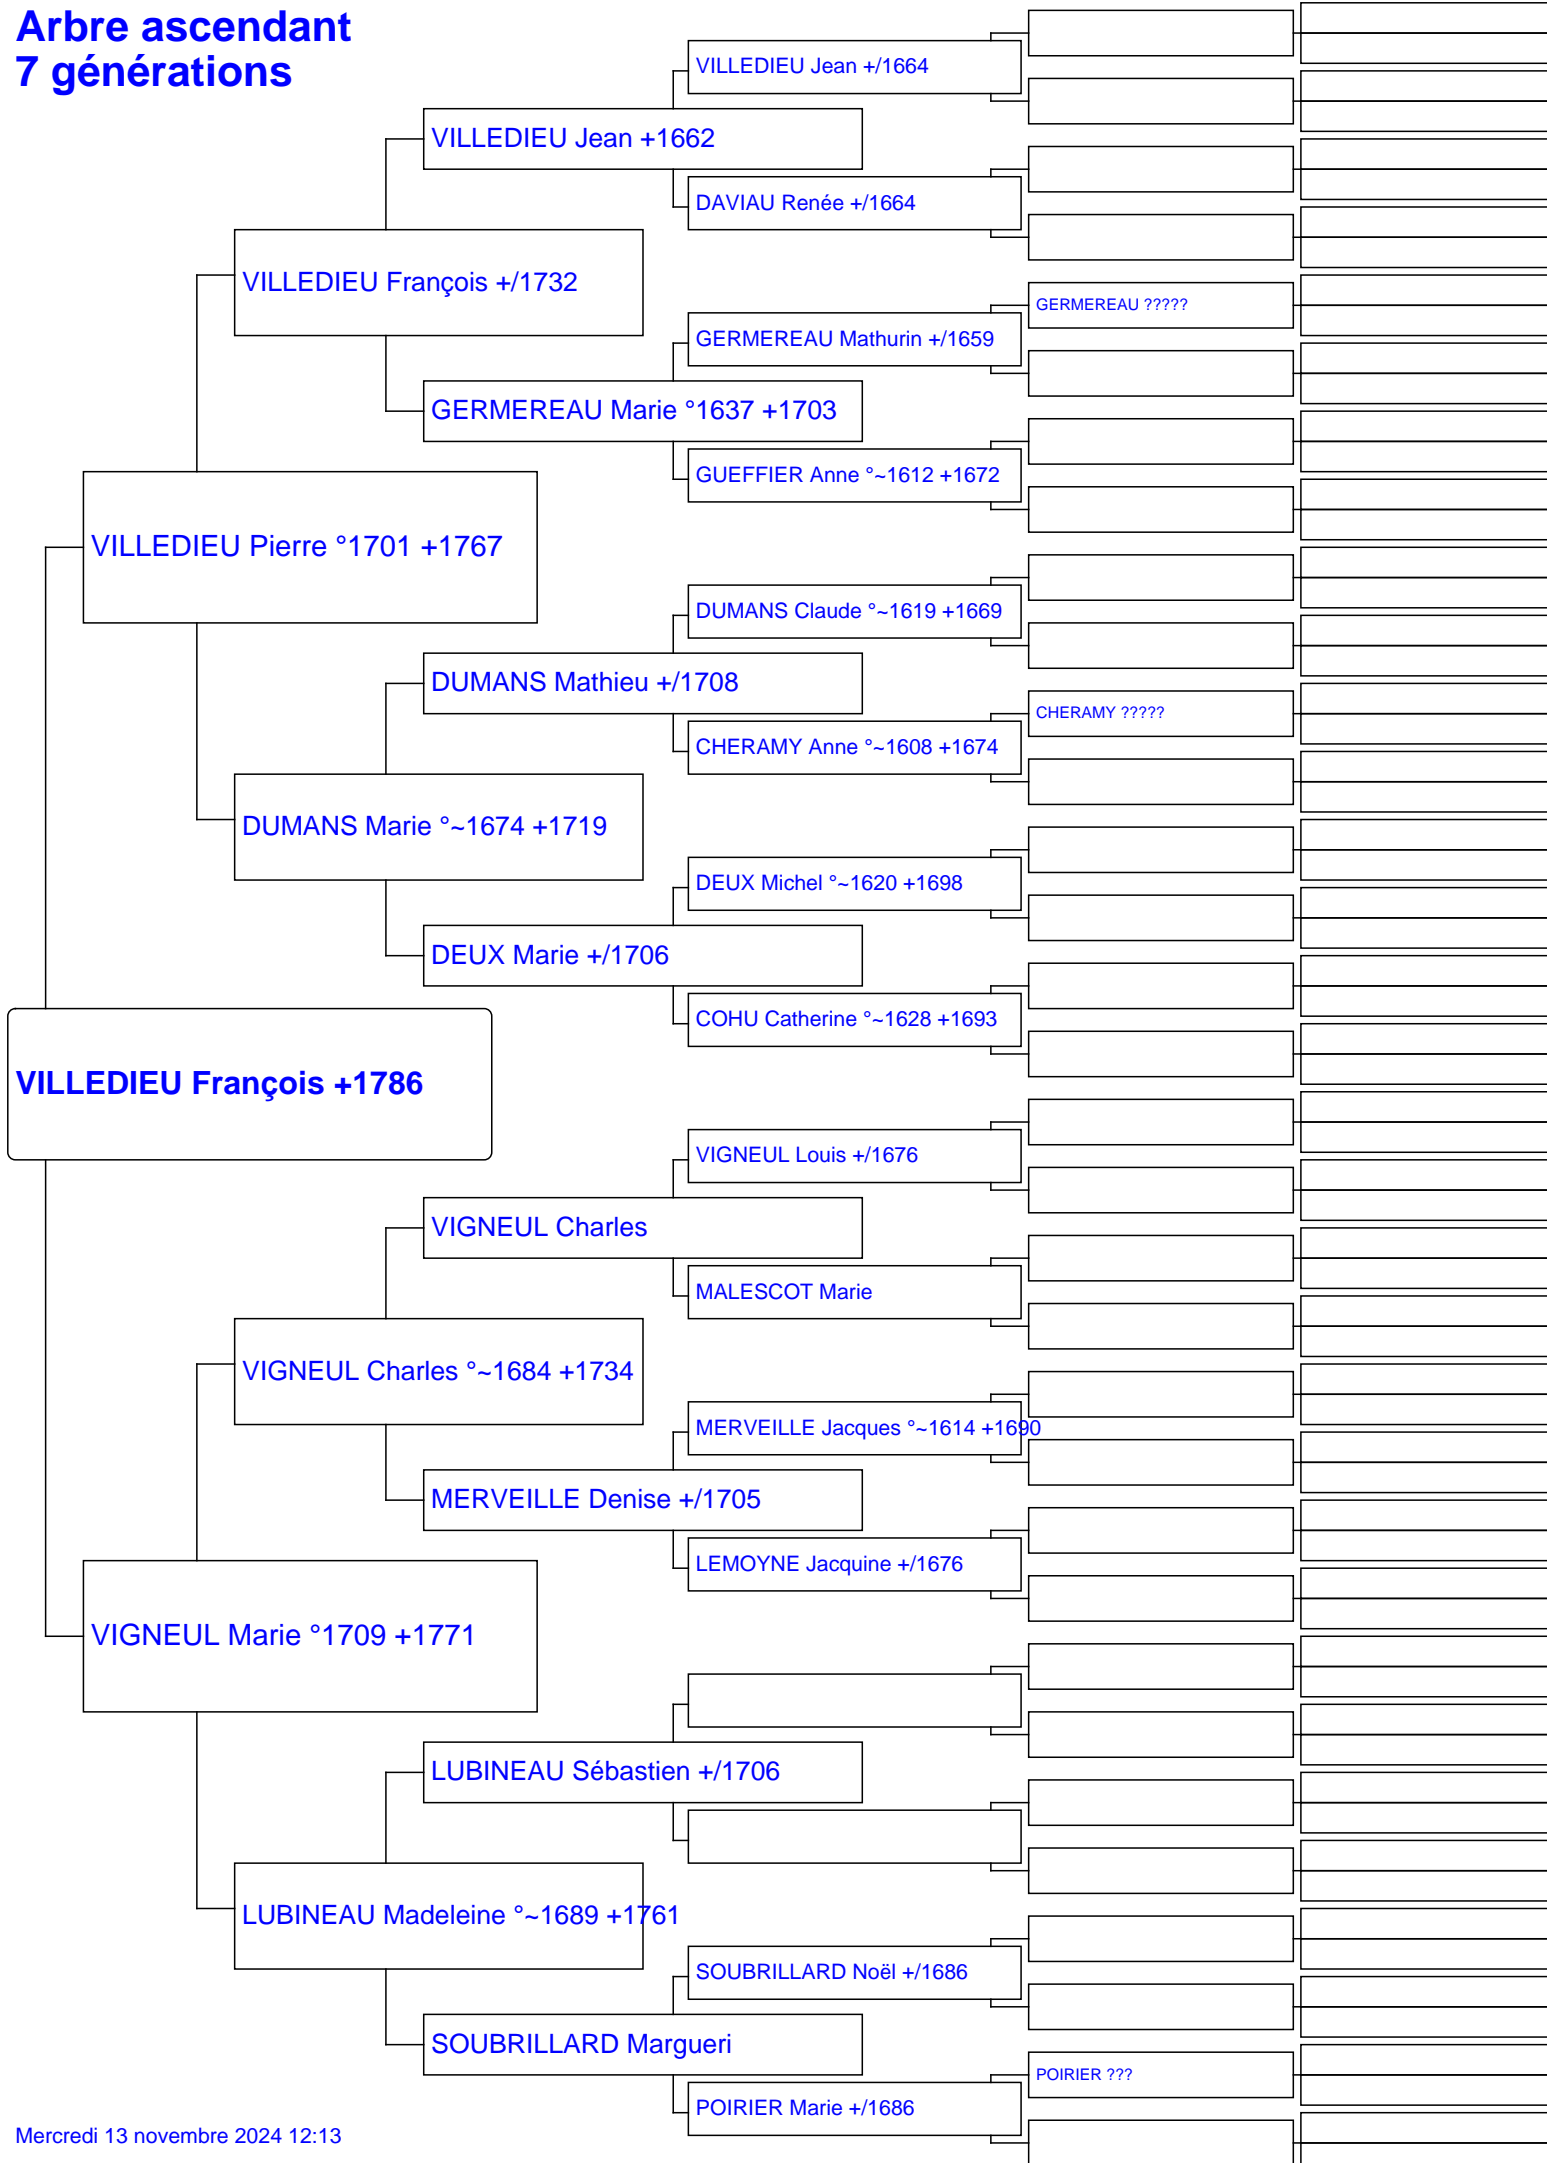 Arbre ascendant
7 générations
VILLEDIEU Jean +/1664
VILLEDIEU Jean +1662
DAVIAU Renée +/1664
VILLEDIEU François +/1732
GERMEREAU ?????
GERMEREAU Mathurin +/1659
GERMEREAU Marie °1637 +1703
GUEFFIER Anne °~1612 +1672
VILLEDIEU Pierre °1701 +1767
DUMANS Claude °~1619 +1669
DUMANS Mathieu +/1708
CHERAMY ?????
CHERAMY Anne °~1608 +1674
DUMANS Marie °~1674 +1719
DEUX Michel °~1620 +1698
DEUX Marie +/1706
COHU Catherine °~1628 +1693
VILLEDIEU François +1786
VIGNEUL Louis +/1676
VIGNEUL Charles
MALESCOT Marie
VIGNEUL Charles °~1684 +1734
MERVEILLE Jacques °~1614 +1690
MERVEILLE Denise +/1705
LEMOYNE Jacquine +/1676
VIGNEUL Marie °1709 +1771
LUBINEAU Sébastien +/1706
LUBINEAU Madeleine °~1689 +1761
SOUBRILLARD Noël +/1686
SOUBRILLARD Margueri
POIRIER ???
POIRIER Marie +/1686
Mercredi 13 novembre 2024 12:13